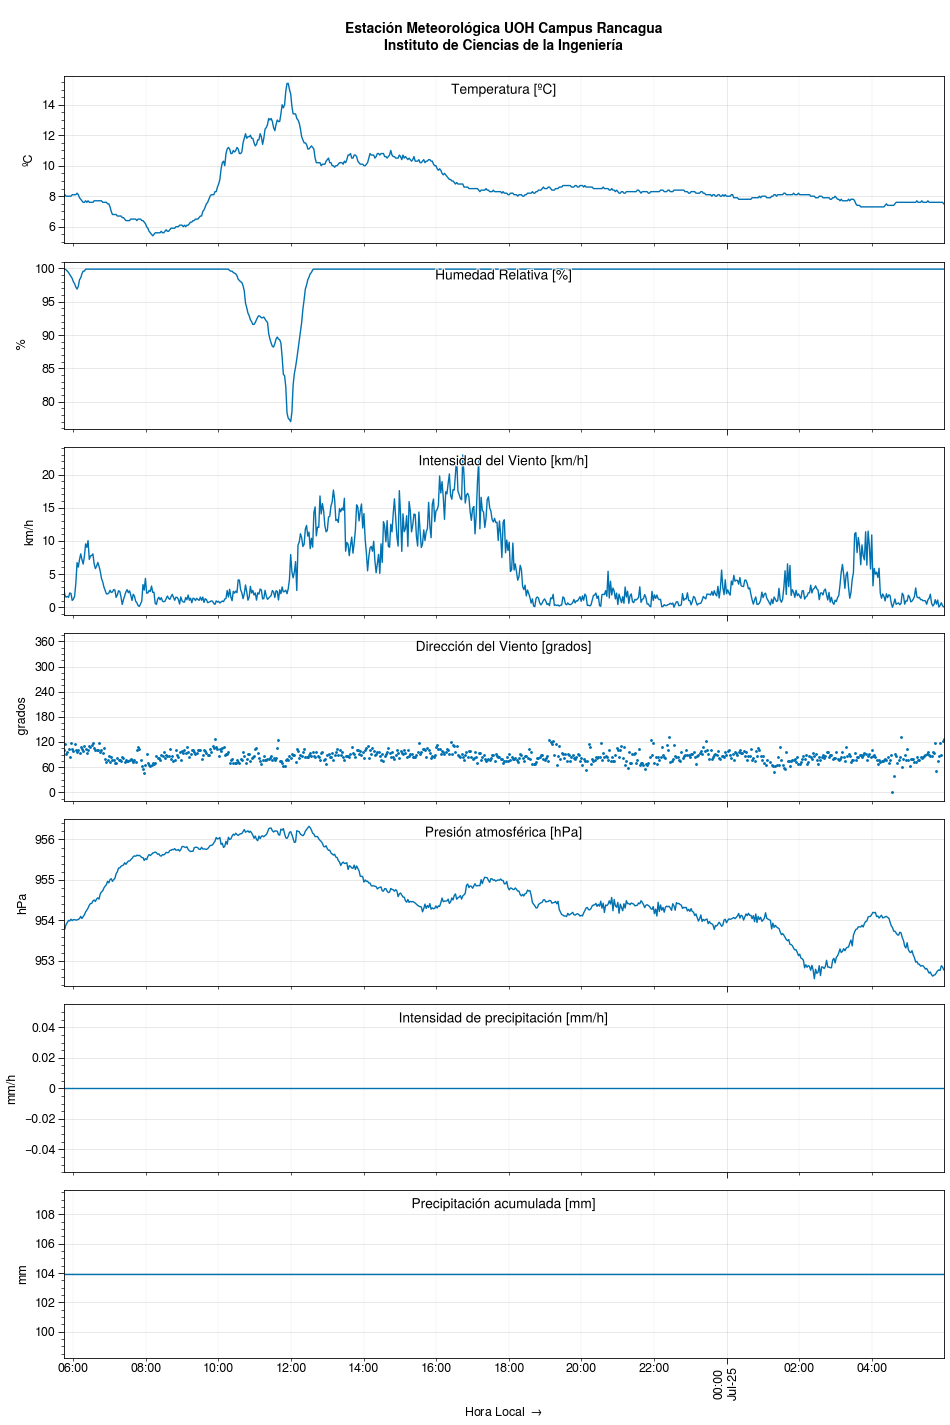 Estación Meteorológica UOH Campus Rancagua
Instituto de Ciencias de la Ingeniería
Temperatura [ºC]
14
12
10
8
6
ºC
Humedad Relativa [%]
100
95
90
85
80
%
Intensidad del Viento [km/h]
20
15
10
5
0
km/h
Dirección del Viento [grados]
360
300
240
180
120
60
0
grados
Presión atmosférica [hPa]
956
955
954
953
hPa
Intensidad de precipitación [mm/h]
0.04
0.02
0
−0.02
−0.04
mm/h
Precipitación acumulada [mm]
108
106
104
102
100
mm
06:00 08:00 10:00 12:00 14:00 16:00 18:00 20:00 22:00 00:00 02:00 04:00
Jul-25
Hora Local →